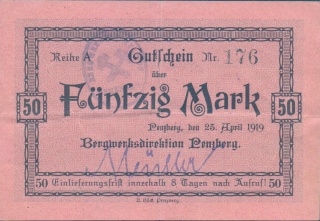 Reihe A Gutschein Nr. 176
über
50 Fünfzig Mark 50
Penzberg, den 25. April 1919
Bergwerksdirektion Penzberg.
50 Einlieferungsfrist innerhalb 8 Tagen nach Aufruf! 50
Penzberg